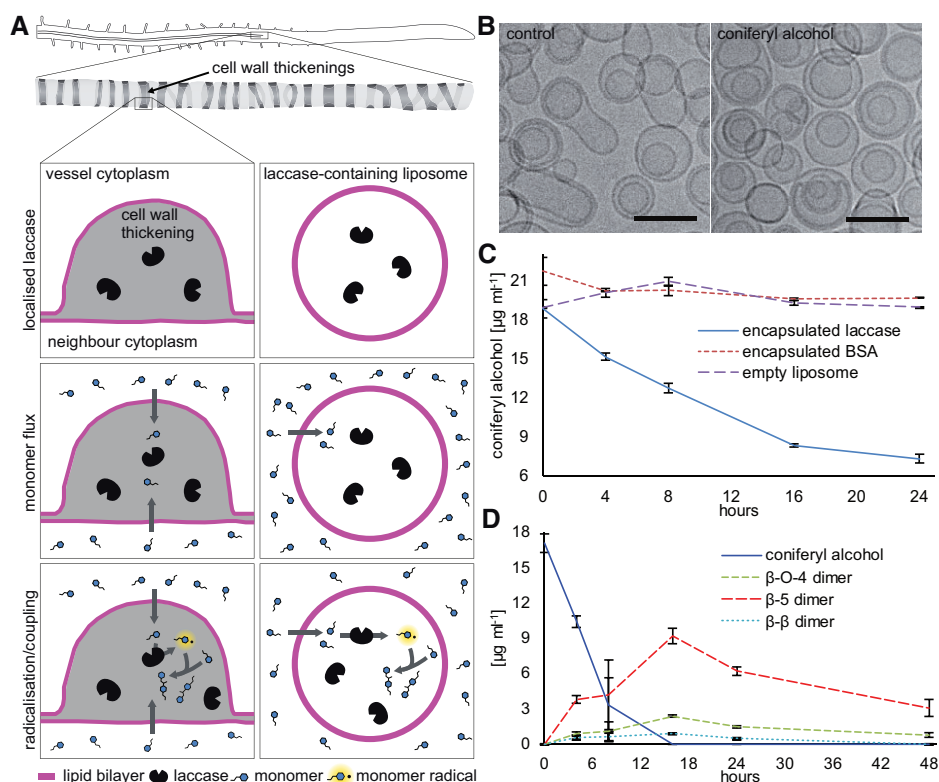 A
cell wall thickenings
vessel cytoplasm
cell wall
thickening
neighbour cytoplasm
laccase-containing liposome
localised laccase
monomer flux
radicalisation/coupling
lipid bilayer
laccase
monomer
monomer radical
B
control
coniferyl alcohol
C
coniferyl alcohol [µg ml⁻¹]
21
18
15
12
9
6
encapsulated laccase
encapsulated BSA
empty liposome
0
4
8
12
16
20
24
hours
D
[µg ml⁻¹]
18
15
12
9
6
3
0
coniferyl alcohol
β-O-4 dimer
β-5 dimer
β-β dimer
0
6
12
18
24
30
36
42
48
hours